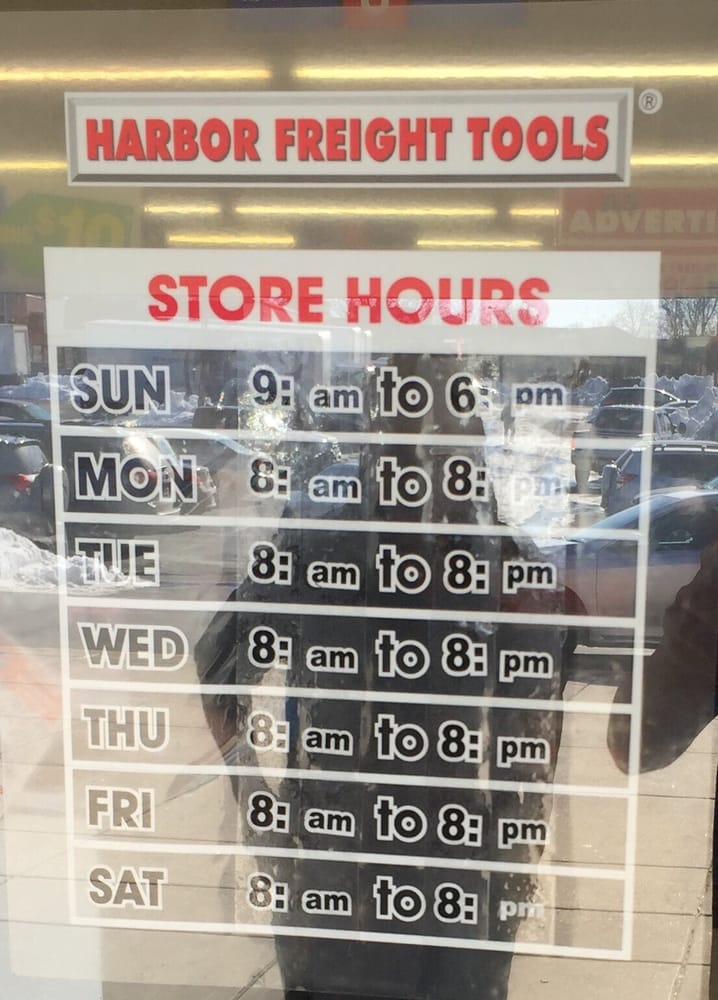 HARBOR FREIGHT TOOLS ®
$10
ADVERTI
STORE HOURS
SUN 9: am to 6: pm
MON 8: am to 8: pm
TUE 8: am to 8: pm
WED 8: am to 8: pm
THU 8: am to 8: pm
FRI 8: am to 8: pm
SAT 8: am to 8: pm